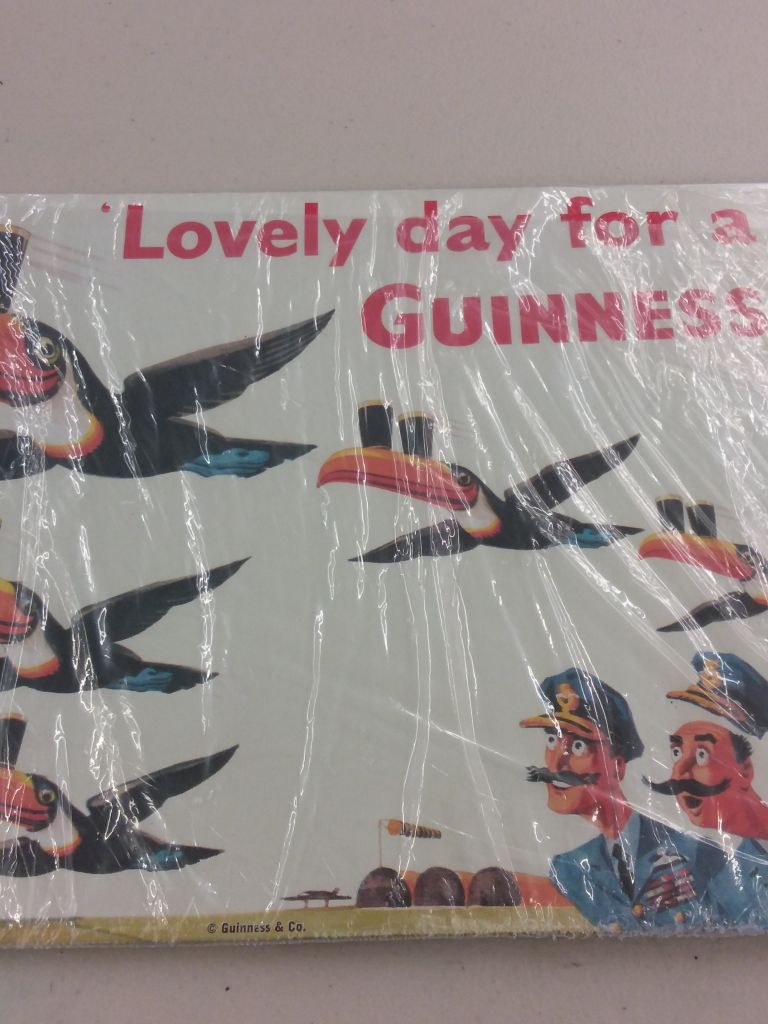 ‘Lovely day for a
GUINNESS
© Guinness & Co.